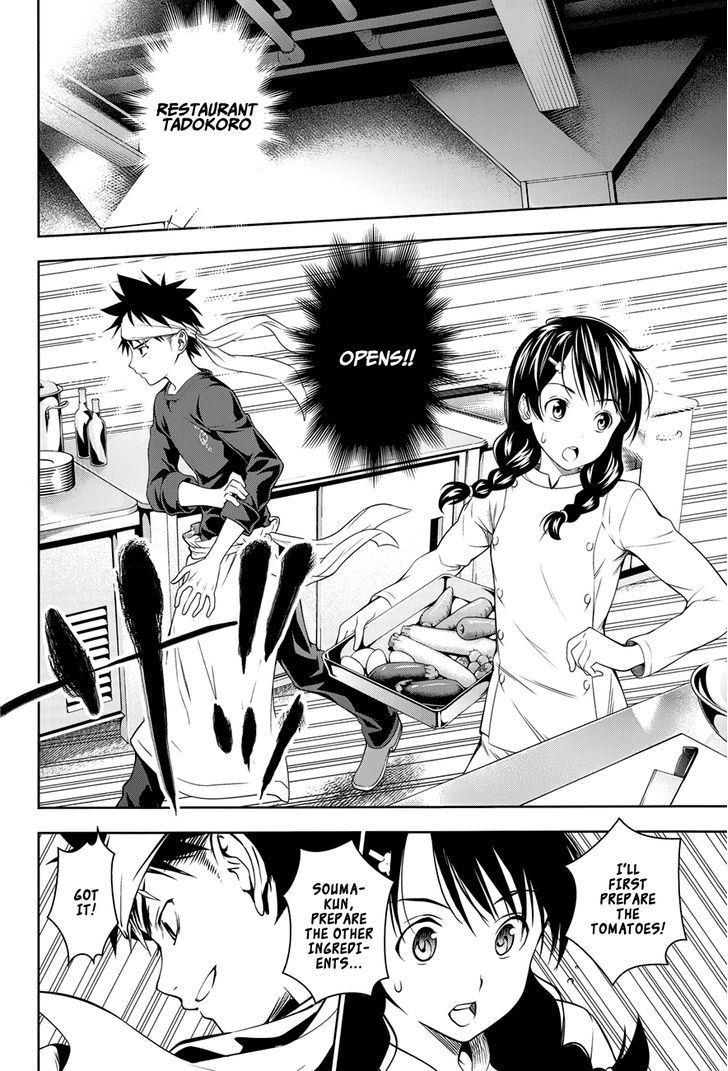 RESTAURANT
TADOKORO
OPENS!!
I'LL
FIRST
PREPARE
THE
TOMATOES!
SOUMA-
KUN,
PREPARE
THE OTHER
INGREDI-
ENTS...
GOT
IT!